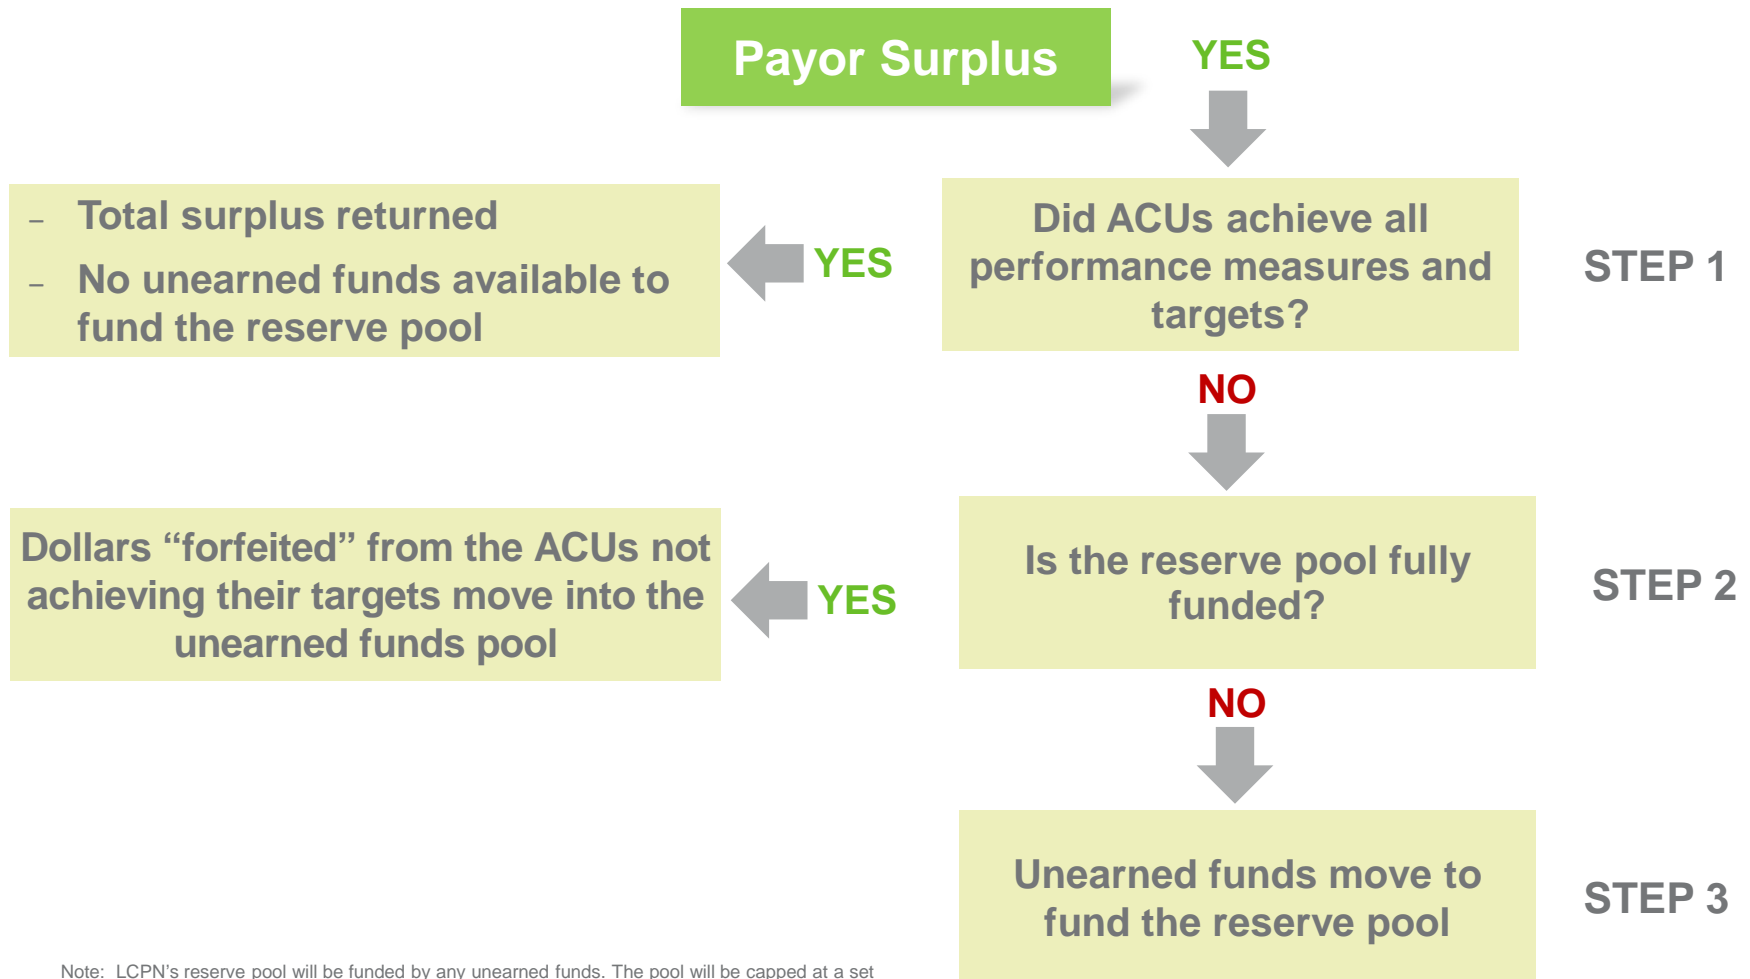 Payor Surplus
YES
– Total surplus returned
– No unearned funds available to
fund the reserve pool
YES
Did ACUs achieve all
performance measures and
targets?
STEP 1
NO
Dollars “forfeited” from the ACUs not
achieving their targets move into the
unearned funds pool
YES
Is the reserve pool fully
funded?
STEP 2
NO
Unearned funds move to
fund the reserve pool
STEP 3
Note: LCPN’s reserve pool will be funded by any unearned funds. The pool will be capped at a set